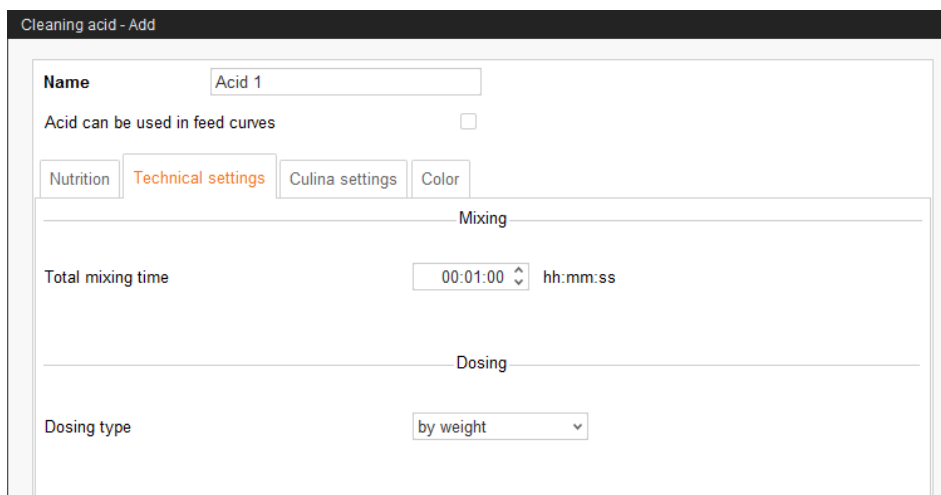 Cleaning acid - Add
Name Acid 1
Acid can be used in feed curves
Nutrition Technical settings Culina settings Color
Mixing
Total mixing time 00:01:00 hh:mm:ss
Dosing
Dosing type by weight